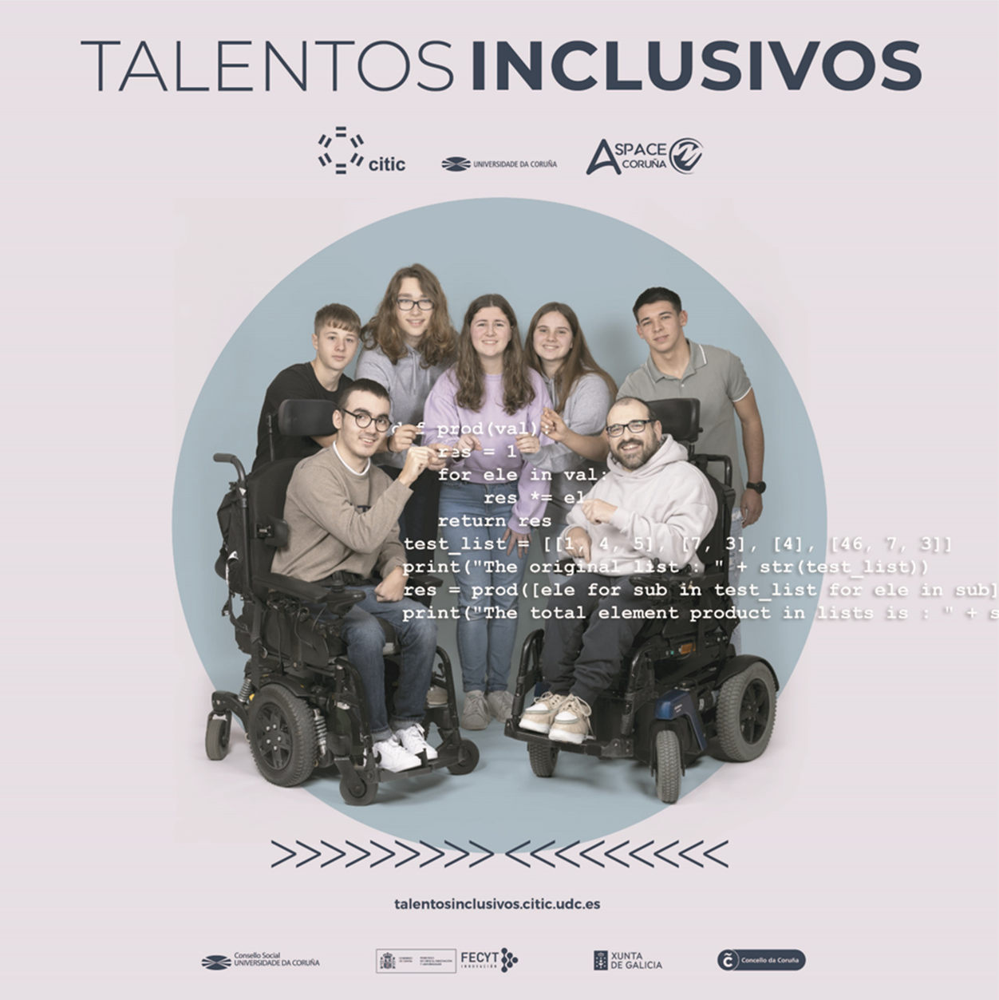 TALENTOS INCLUSIVOS
citic
UNIVERSIDADE DA CORUÑA
ASPACE
CORUÑA
def prod(val):
res = 1
for ele in val:
res *= el
return res
test_list = [[1, 4, 5], [7, 3], [4], [46, 7, 3]]
print("The original list : " + str(test_list))
res = prod([ele for sub in test_list for ele in sub]
print("The total element product in lists is : " + s
talentosinclusivos.citic.udc.es
Consello Social
UNIVERSIDADE DA CORUÑA
FECYT
INNOVACIÓN
XUNTA
DE GALICIA
Concello da Coruña